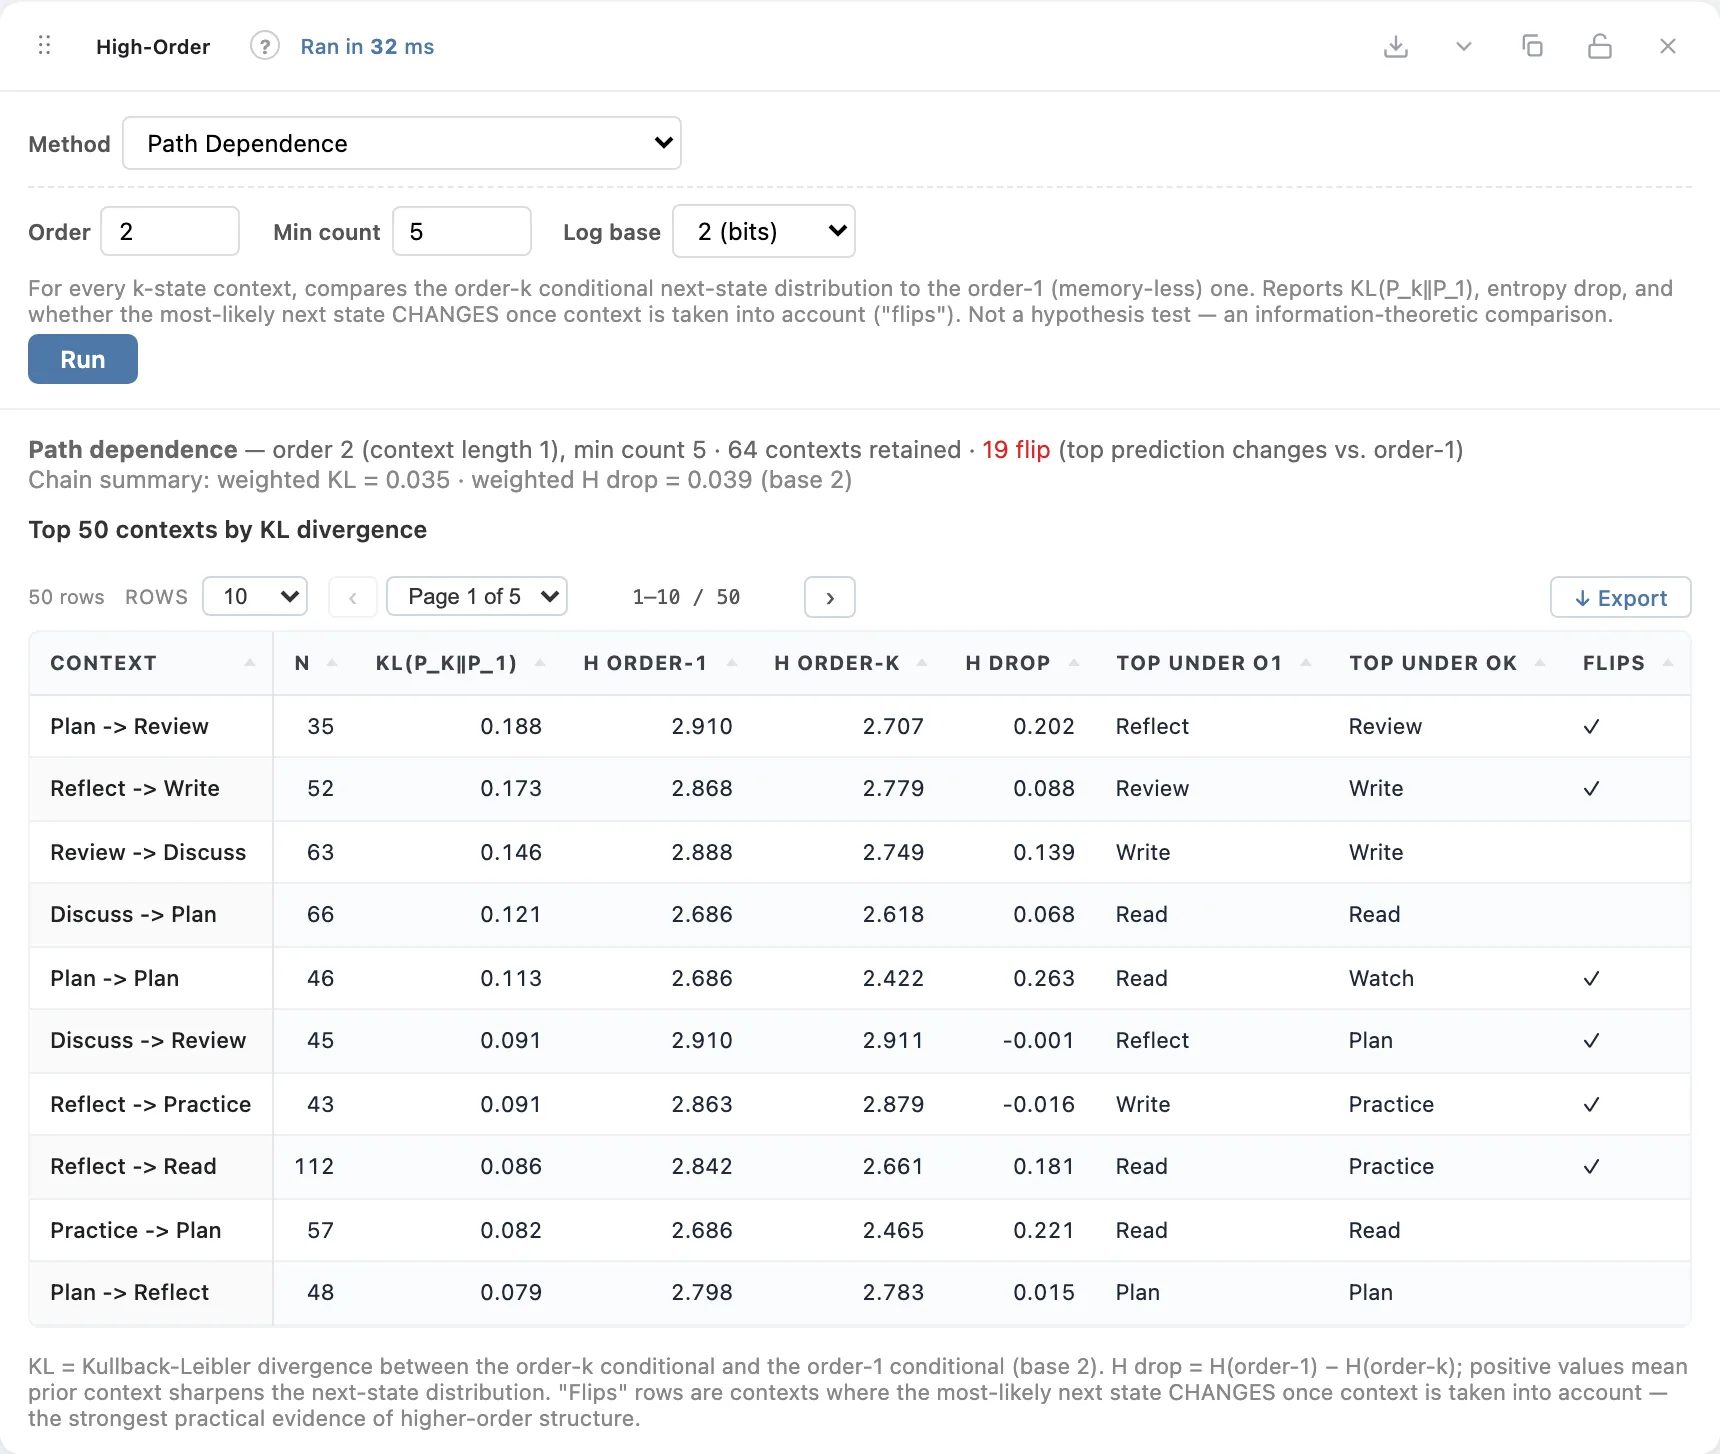 High-Order ? Ran in 32 ms
Method Path Dependence
Order 2 Min count 5 Log base 2 (bits)
For every k-state context, compares the order-k conditional next-state distribution to the order-1 (memory-less) one. Reports KL(P_k‖P_1), entropy drop, and
whether the most-likely next state CHANGES once context is taken into account ("flips"). Not a hypothesis test — an information-theoretic comparison.
Run
Path dependence — order 2 (context length 1), min count 5 · 64 contexts retained · 19 flip (top prediction changes vs. order-1)
Chain summary: weighted KL = 0.035 · weighted H drop = 0.039 (base 2)
Top 50 contexts by KL divergence
50 rows ROWS 10 ‹ Page 1 of 5 1–10 / 50 › ↓ Export
CONTEXT N KL(P_K‖P_1) H ORDER-1 H ORDER-K H DROP TOP UNDER O1 TOP UNDER OK FLIPS
Plan -> Review 35 0.188 2.910 2.707 0.202 Reflect Review ✓
Reflect -> Write 52 0.173 2.868 2.779 0.088 Review Write ✓
Review -> Discuss 63 0.146 2.888 2.749 0.139 Write Write
Discuss -> Plan 66 0.121 2.686 2.618 0.068 Read Read
Plan -> Plan 46 0.113 2.686 2.422 0.263 Read Watch ✓
Discuss -> Review 45 0.091 2.910 2.911 -0.001 Reflect Plan ✓
Reflect -> Practice 43 0.091 2.863 2.879 -0.016 Write Practice ✓
Reflect -> Read 112 0.086 2.842 2.661 0.181 Read Practice ✓
Practice -> Plan 57 0.082 2.686 2.465 0.221 Read Read
Plan -> Reflect 48 0.079 2.798 2.783 0.015 Plan Plan
KL = Kullback-Leibler divergence between the order-k conditional and the order-1 conditional (base 2). H drop = H(order-1) − H(order-k); positive values mean
prior context sharpens the next-state distribution. "Flips" rows are contexts where the most-likely next state CHANGES once context is taken into account —
the strongest practical evidence of higher-order structure.